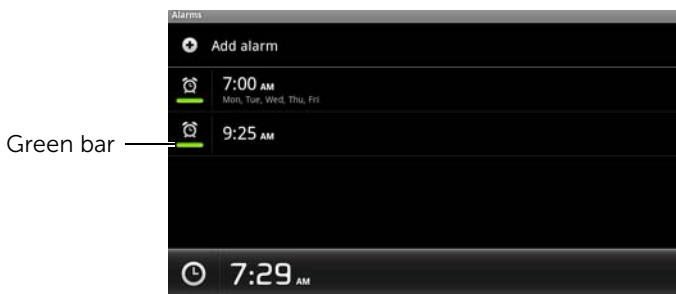 Alarms
Add alarm
7:00 AM
Mon, Tue, Wed, Thu, Fri
Green bar
9:25 AM
7:29 AM